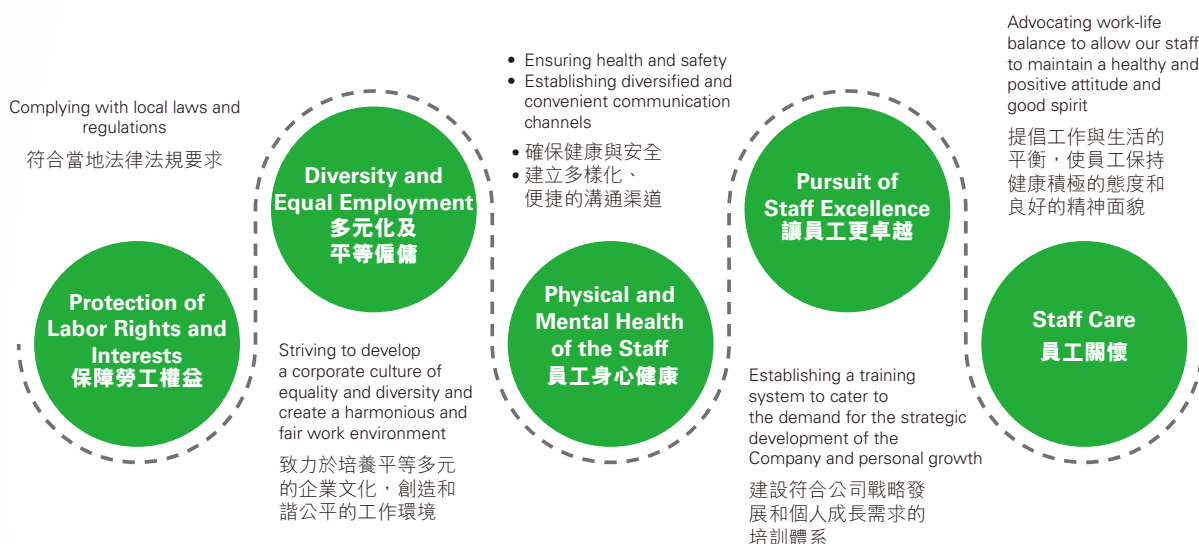 Complying with local laws and
regulations
符合當地法律法規要求
Protection of
Labor Rights and
Interests
保障勞工權益
Diversity and
Equal Employment
多元化及
平等僱傭
Striving to develop
a corporate culture of
equality and diversity and
create a harmonious and
fair work environment
致力於培養平等多元
的企業文化，創造和
諧公平的工作環境
• Ensuring health and safety
• Establishing diversified and
convenient communication
channels
• 確保健康與安全
• 建立多樣化、
便捷的溝通渠道
Physical and
Mental Health
of the Staff
員工身心健康
Pursuit of
Staff Excellence
讓員工更卓越
Establishing a training
system to cater to
the demand for the strategic
development of the
Company and personal growth
建設符合公司戰略發
展和個人成長需求的
培訓體系
Advocating work-life
balance to allow our staff
to maintain a healthy and
positive attitude and
good spirit
提倡工作與生活的
平衡，使員工保持
健康積極的態度和
良好的精神面貌
Staff Care
員工關懷